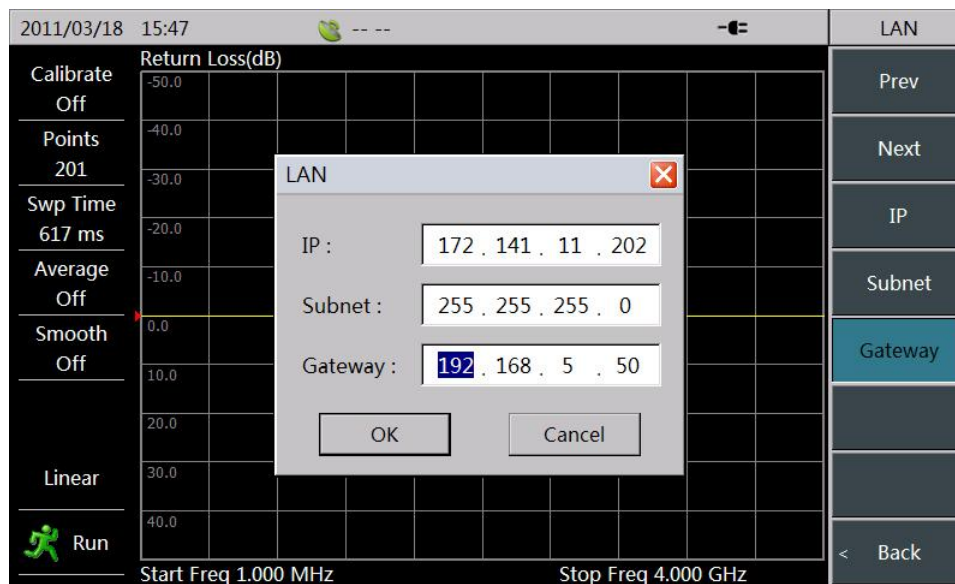 2011/03/18 15:47 -- -- LAN
Calibrate
Off
Points
201
Swp Time
617 ms
Average
Off
Smooth
Off
Linear
Run
Return Loss(dB)
-50.0
-40.0
-30.0
-20.0
-10.0
0.0
10.0
20.0
30.0
40.0
Start Freq 1.000 MHz Stop Freq 4.000 GHz
LAN
IP : 172 . 141 . 11 . 202
Subnet : 255 . 255 . 255 . 0
Gateway : 192 . 168 . 5 . 50
OK Cancel
Prev
Next
IP
Subnet
Gateway
< Back